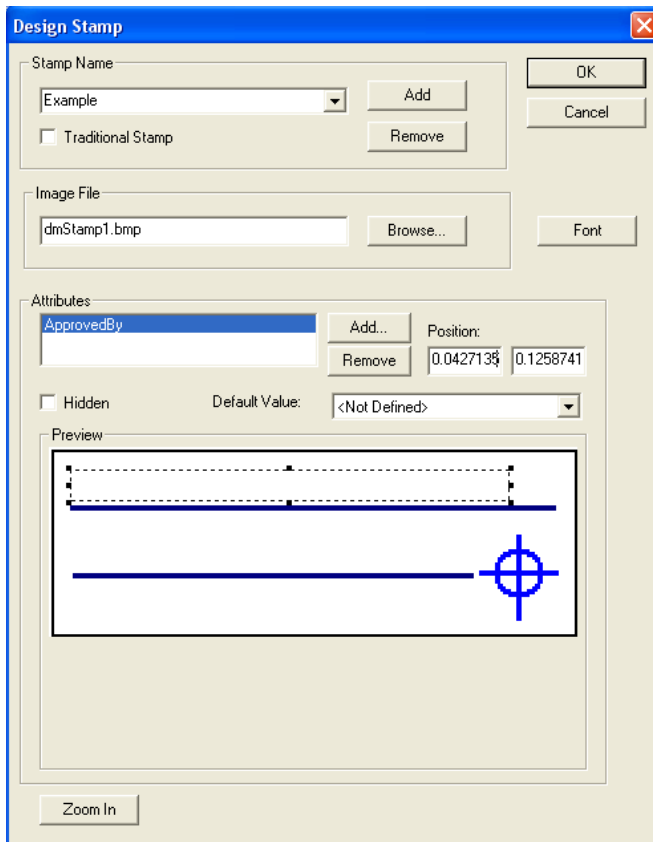 Design Stamp
Stamp Name
OK
Example
Add
Cancel
Traditional Stamp
Remove
Image File
dmStamp1.bmp
Browse...
Font
Attributes
ApprovedBy
Add...
Position:
Remove
0.0427135
0.1258741
Hidden
Default Value:
<Not Defined>
Preview
Zoom In